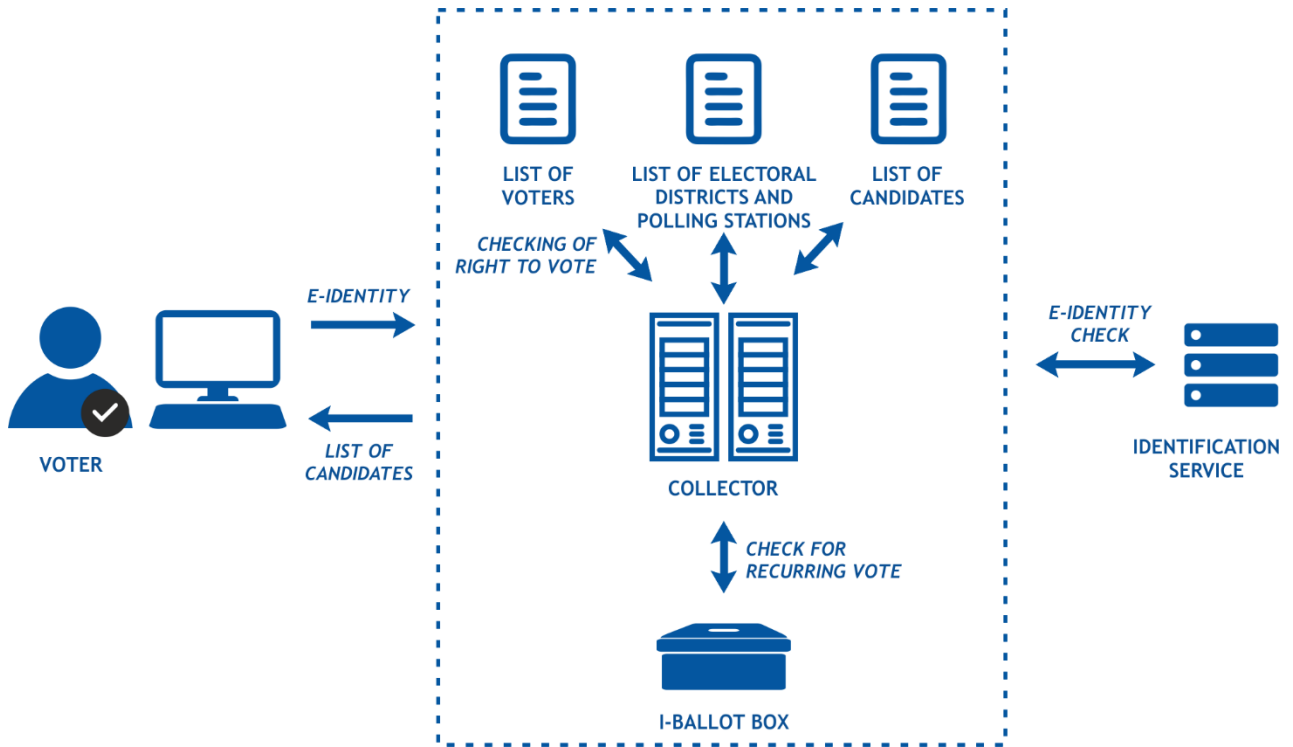 LIST OF
VOTERS
LIST OF ELECTORAL
DISTRICTS AND
POLLING STATIONS
LIST OF
CANDIDATES
CHECKING OF
RIGHT TO VOTE
E-IDENTITY
LIST OF
CANDIDATES
VOTER
E-IDENTITY
CHECK
IDENTIFICATION
SERVICE
COLLECTOR
CHECK FOR
RECURRING VOTE
I-BALLOT BOX